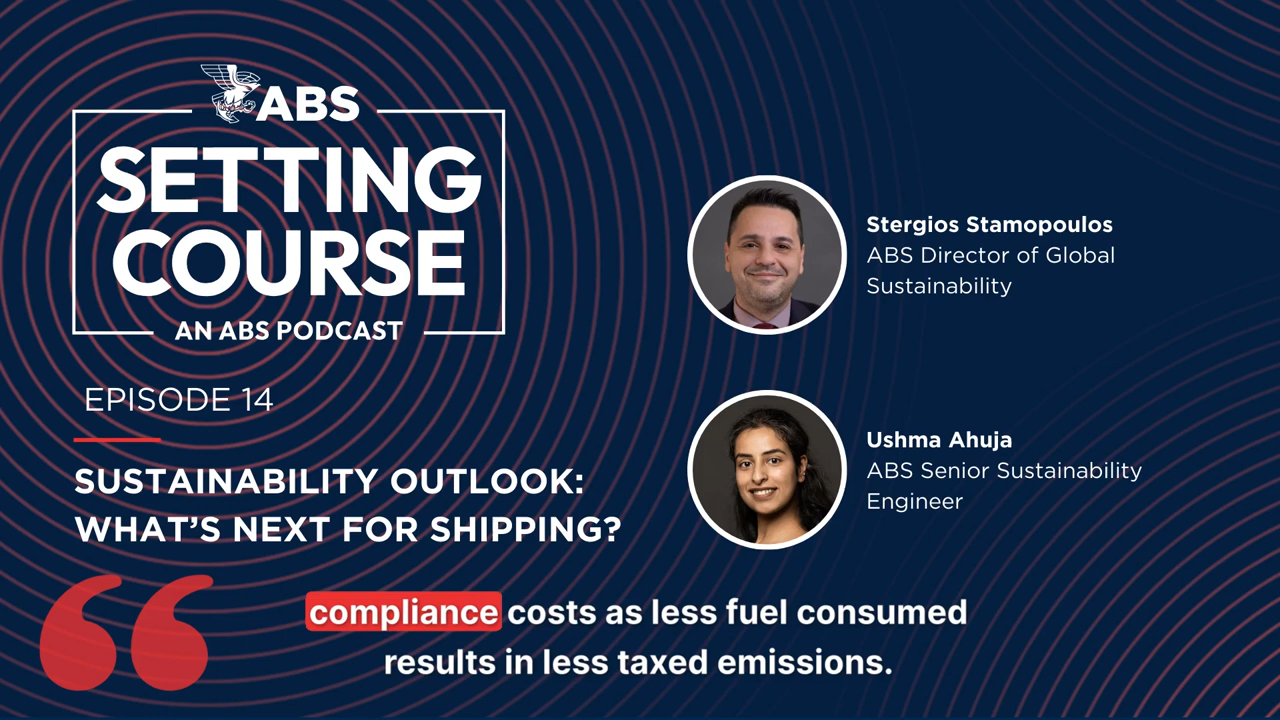 ABS
SETTING
COURSE
AN ABS PODCAST
EPISODE 14
SUSTAINABILITY OUTLOOK:
WHAT'S NEXT FOR SHIPPING?
Stergios Stamopoulos
ABS Director of Global
Sustainability
Ushma Ahuja
ABS Senior Sustainability
Engineer
compliance costs as less fuel consumed
results in less taxed emissions.